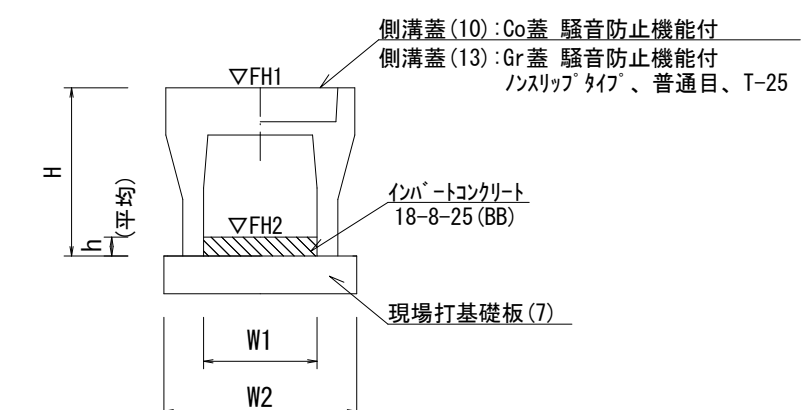 側溝蓋(10):Co蓋 騒音防止機能付
側溝蓋(13):Gr蓋 騒音防止機能付
ﾉﾝｽﾘｯﾌﾟﾀｲﾌﾟ、普通目、T-25
▽FH1
H
h
(平均)
▽FH2
ｲﾝﾊﾞｰﾄｺﾝｸﾘｰﾄ
18-8-25(BB)
現場打基礎板(7)
W1
W2